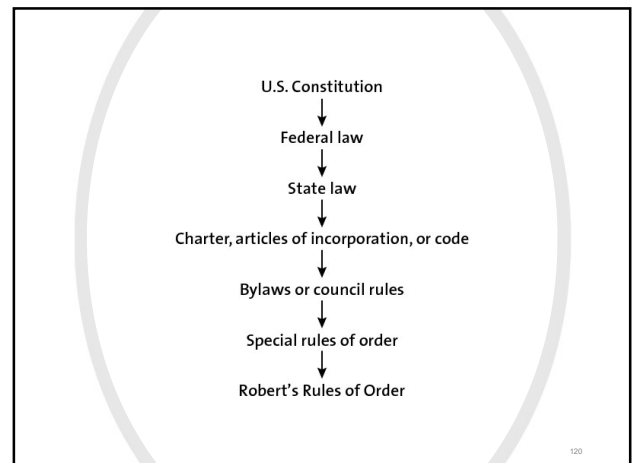 U.S. Constitution
Federal law
State law
Charter, articles of incorporation, or code
Bylaws or council rules
Special rules of order
Robert’s Rules of Order
120